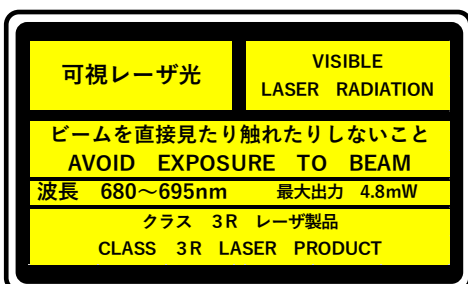 可視レーザ光
VISIBLE
LASER RADIATION
ビームを直接見たり触れたりしないこと
AVOID EXPOSURE TO BEAM
波長 680～695nm 最大出力 4.8mW
クラス 3R レーザ製品
CLASS 3R LASER PRODUCT